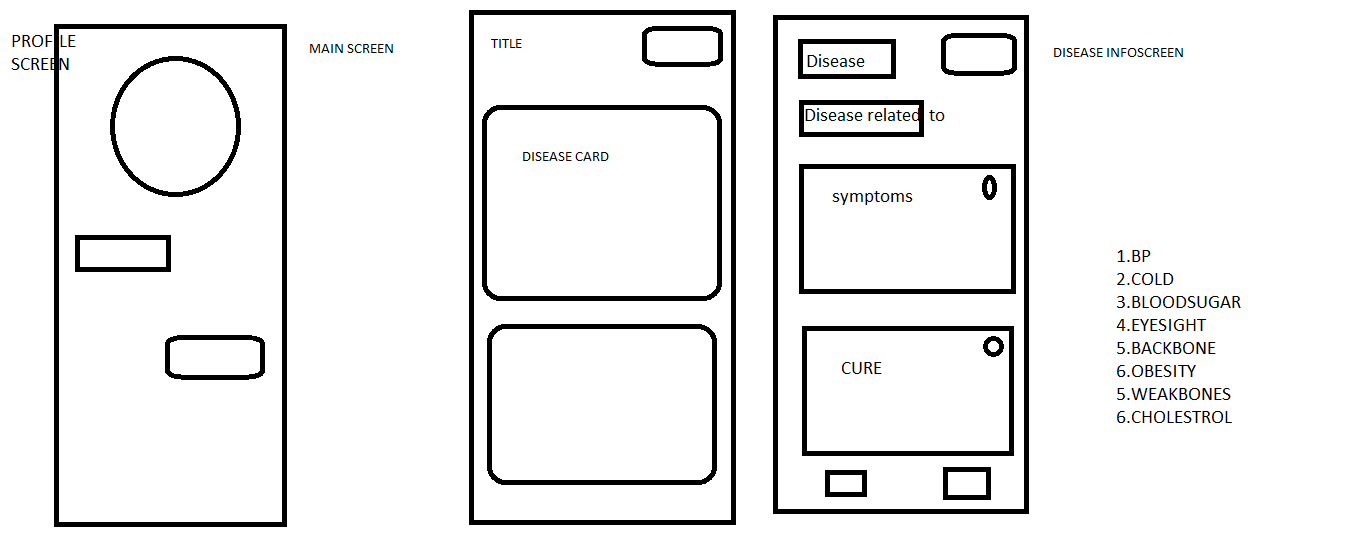 PROFILE
SCREEN
MAIN SCREEN
TITLE
DISEASE CARD
Disease
Disease related to
symptoms
CURE
DISEASE INFOSCREEN
1.BP
2.COLD
3.BLOODSUGAR
4.EYESIGHT
5.BACKBONE
6.OBESITY
5.WEAKBONES
6.CHOLESTROL